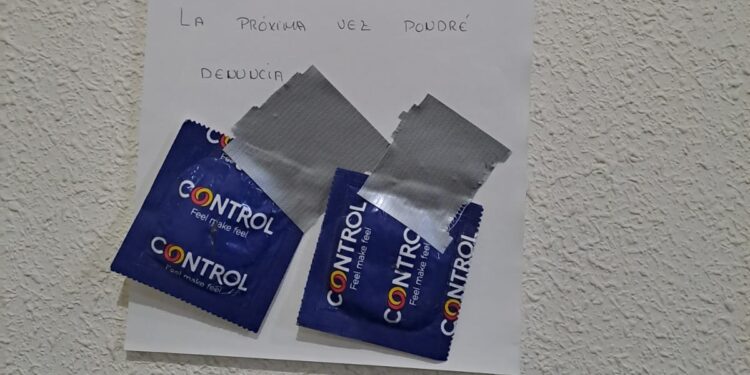 LA PRÓXIMA VEZ PONDRÉ
DENUNCIA
CONTROL
Feel make feel
CONTROL
Feel make feel...
CONTROL
Feel make feel
CONTROL
Feel make feel
CONTROL